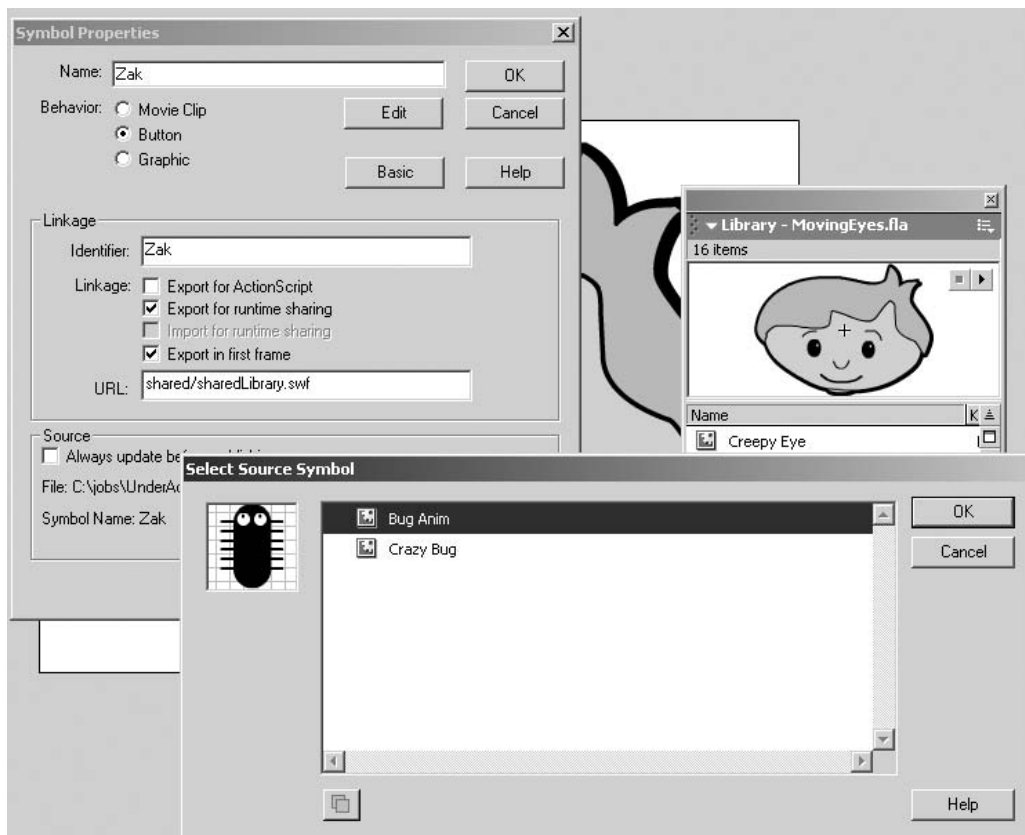 Symbol Properties
Name: Zak
OK
Behavior: Movie Clip
Edit
Cancel
Button
Graphic
Basic
Help
Linkage
Identifier: Zak
Linkage: Export for ActionScript
Export for runtime sharing
Import for runtime sharing
Export in first frame
URL: shared/sharedLibrary.swf
Source
Always update
File: C:\jobs\
Symbol Name: Zak
Library - MovingEyes.fla
16 items
Name
K
Creepy Eye
Select Source Symbol
Bug Anim
Crazy Bug
OK
Cancel
Help